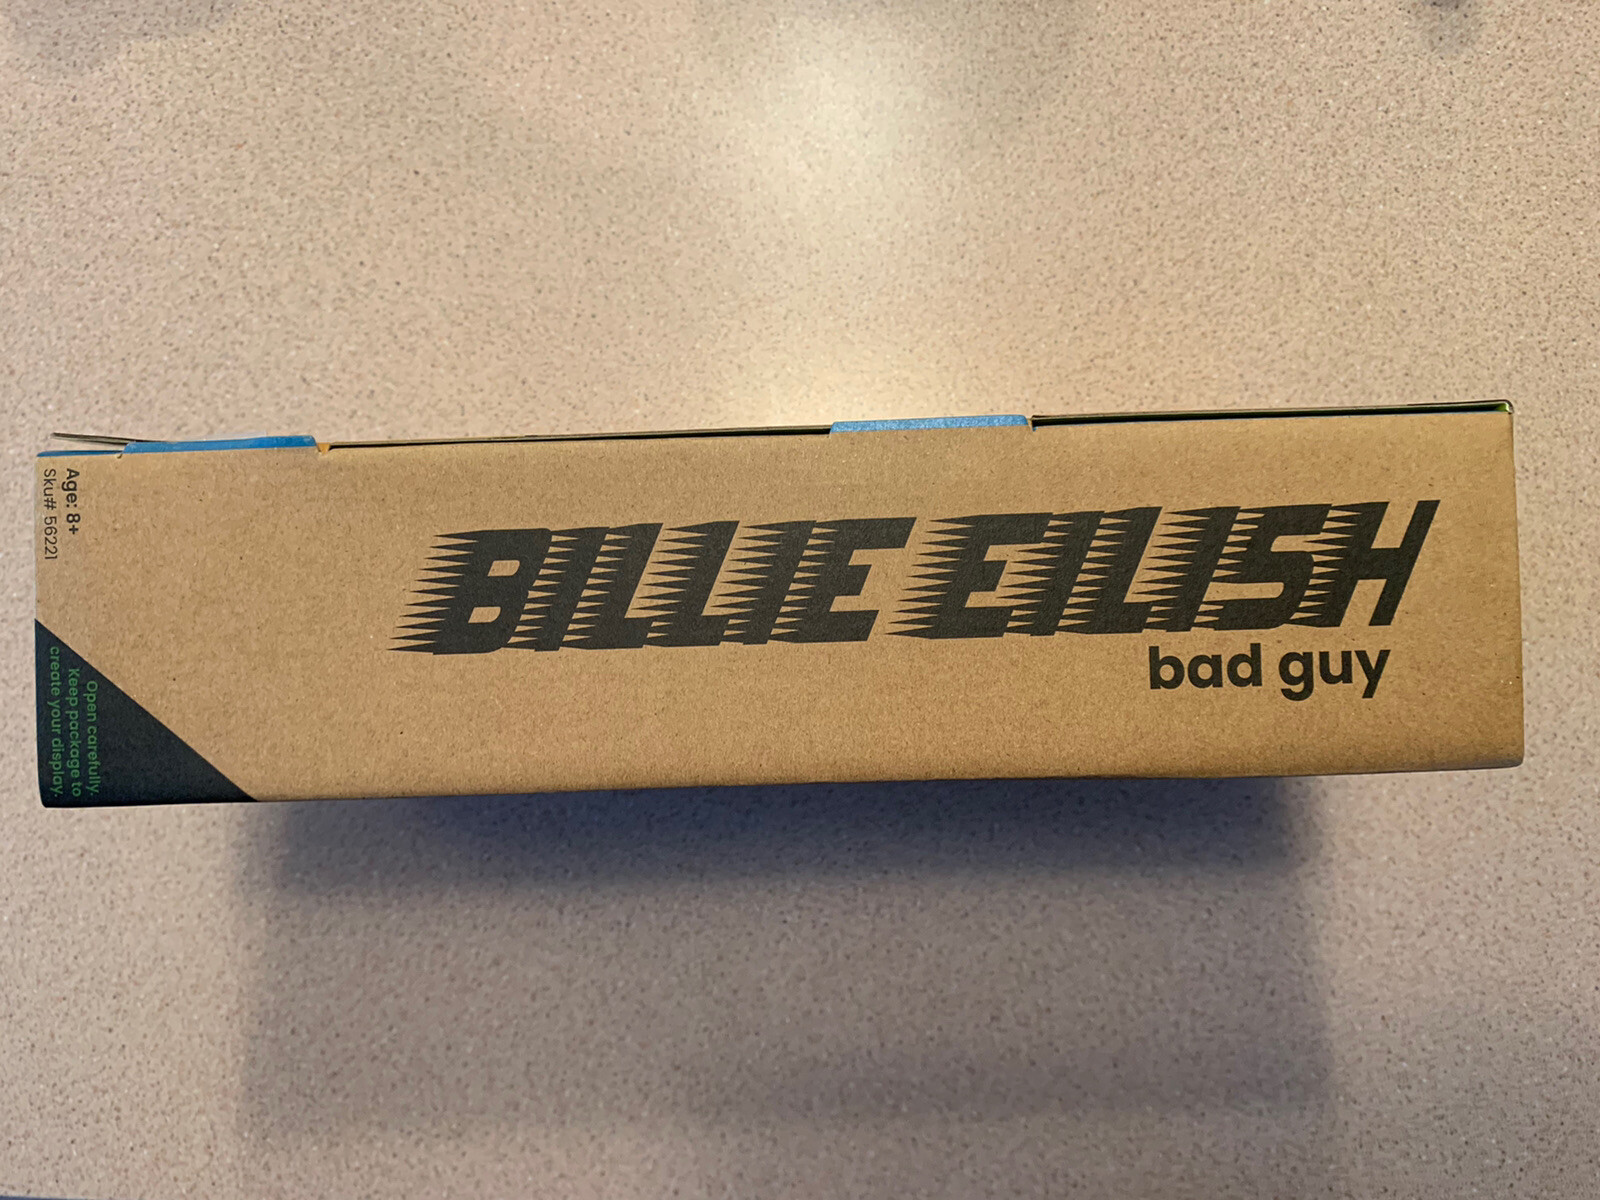 Age: 8+
Sku# 56221
BILLIE EILISH
bad guy
Open carefully.
Keep package to
create your display.